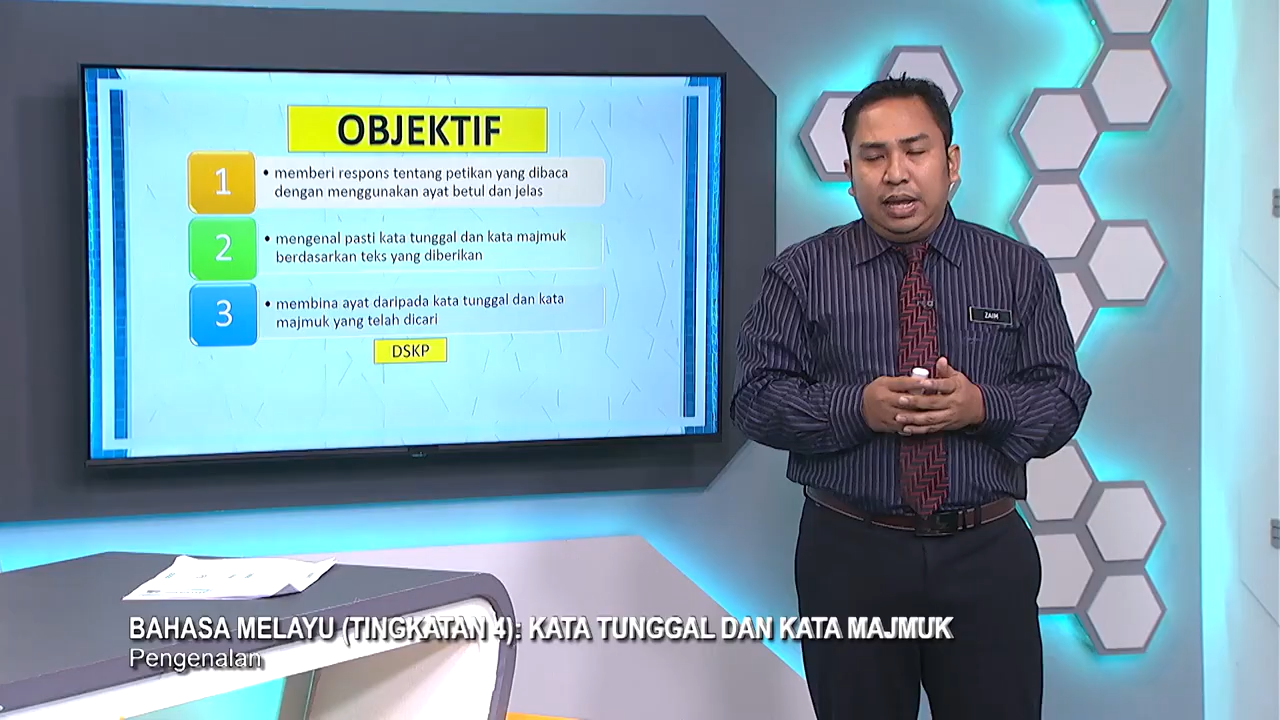 OBJEKTIF
1
• memberi respons tentang petikan yang dibaca
dengan menggunakan ayat betul dan jelas
2
• mengenal pasti kata tunggal dan kata majmuk
berdasarkan teks yang diberikan
3
• membina ayat daripada kata tunggal dan kata
majmuk yang telah dicari
DSKP
ZAIM
BAHASA MELAYU (TINGKATAN 4): KATA TUNGGAL DAN KATA MAJMUK
Pengenalan